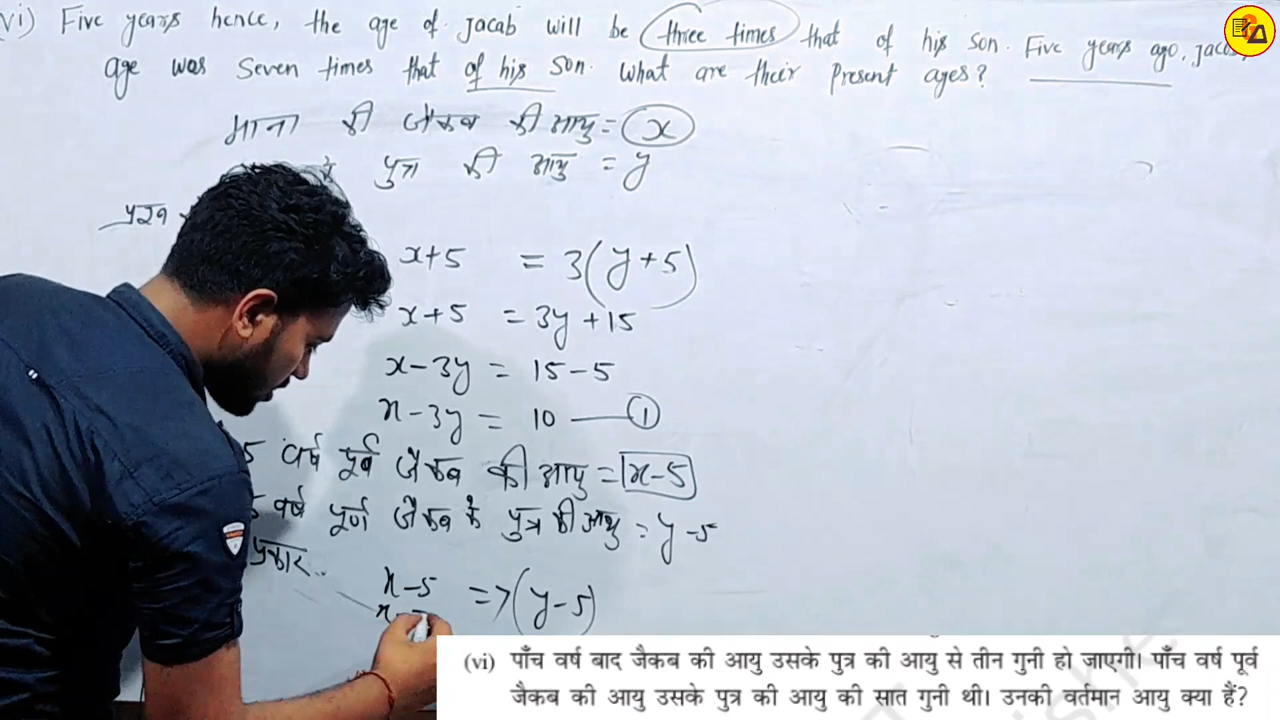 (vi) Five years hence, the age of Jacab will be three times that of his son. Five years ago, Jacab
age was seven times that of his son. What are their present ages?
माना की जैकब की आयु = x
के पुत्र की आयु = y
प्रश्न
x+5 = 3(y+5)
x+5 = 3y+15
x-3y = 15-5
x-3y = 10 — ①
5 वर्ष पूर्व जैकब की आयु = x-5
5 वर्ष पूर्ण जैकब के पुत्र की आयु = y-5
प्रकार..
x-5 = 7(y-5)
(vi) पाँच वर्ष बाद जैकब की आयु उसके पुत्र की आयु से तीन गुनी हो जाएगी। पाँच वर्ष पूर्व
जैकब की आयु उसके पुत्र की आयु की सात गुनी थी। उनकी वर्तमान आयु क्या हैं?